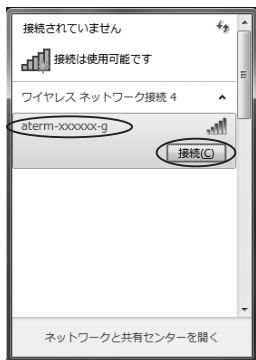 接続されていません
接続は使用可能です
ワイヤレス ネットワーク接続 4
aterm-xxxxxx-g
接続(C)
ネットワークと共有センターを開く